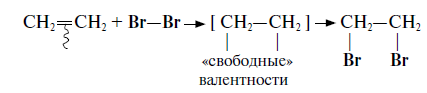 CH₂=CH₂ + Br—Br → [ CH₂—CH₂ ] → CH₂—CH₂
«свободные» Br Br
валентности